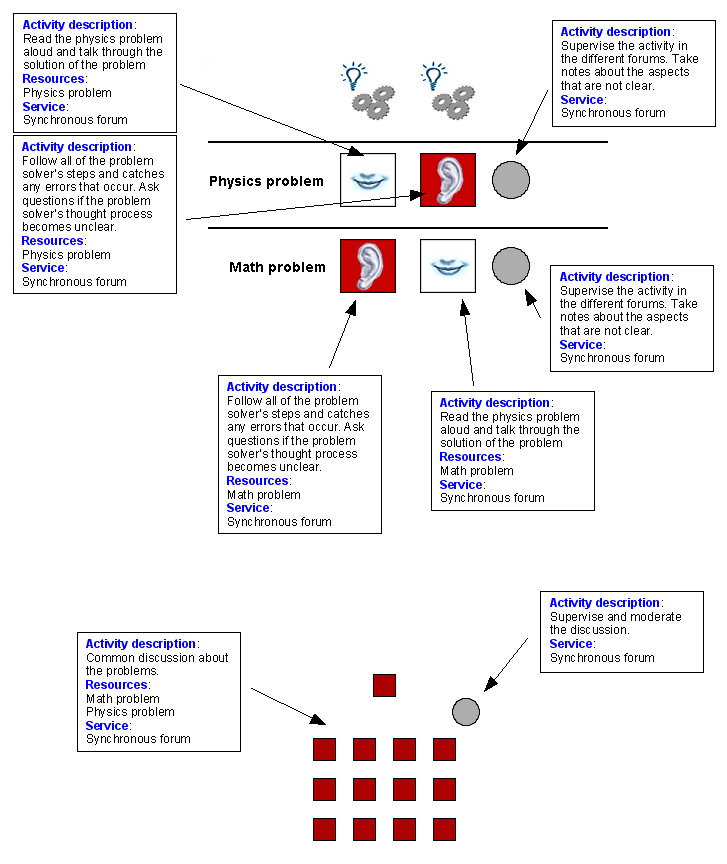 Activity description:
Read the physics problem
aloud and talk through the
solution of the problem
Resources:
Physics problem
Service:
Synchronous forum
Activity description:
Supervise the activity in
the different forums. Take
notes about the aspects
that are not clear.
Service:
Synchronous forum
Activity description:
Follow all of the problem
solver's steps and catches
any errors that occur. Ask
questions if the problem
solver's thought process
becomes unclear.
Resources:
Physics problem
Service:
Synchronous forum
Physics problem
Math problem
Activity description:
Supervise the activity in
the different forums. Take
notes about the aspects
that are not clear.
Service:
Synchronous forum
Activity description:
Follow all of the problem
solver's steps and catches
any errors that occur. Ask
questions if the problem
solver's thought process
becomes unclear.
Resources:
Math problem
Service:
Synchronous forum
Activity description:
Read the physics problem
aloud and talk through the
solution of the problem
Resources:
Math problem
Service:
Synchronous forum
Activity description:
Supervise and moderate
the discussion.
Service:
Synchronous forum
Activity description:
Common discussion about
the problems.
Resources:
Math problem
Physics problem
Service:
Synchronous forum